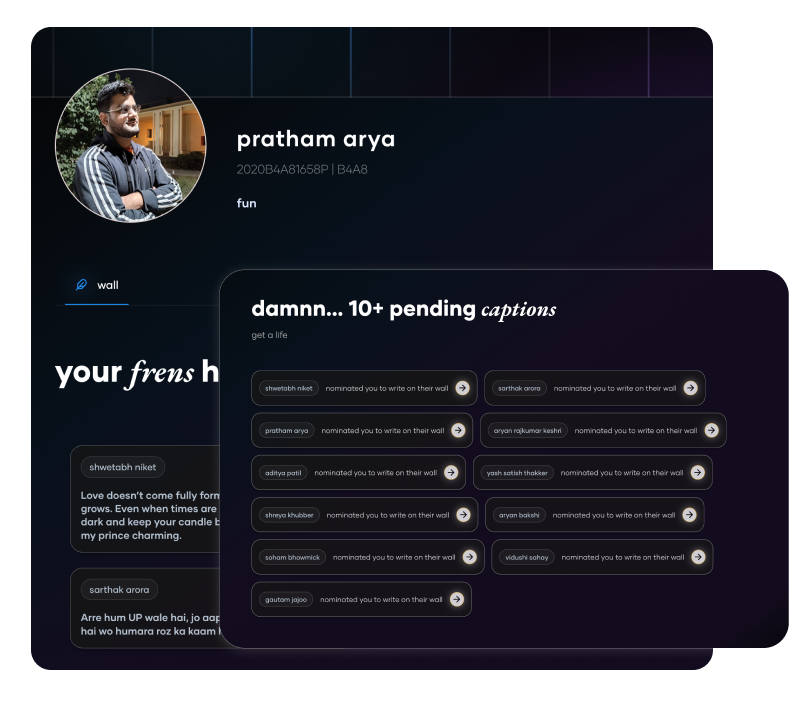 pratham arya
2020B4A81658P | B4A8
fun
wall
your frens h
shwetabh niket
Love doesn't come fully form
grows. Even when times are
dark and keep your candle b
my prince charming.
sarthak arora
Arre hum UP wale hai, jo aap
hai wo humara roz ka kaam h
damnn... 10+ pending captions
get a life
shwetabh niket nominated you to write on their wall
sarthak arora nominated you to write on their wall
pratham arya nominated you to write on their wall
aryan rajkumar keshri nominated you to write on their wall
aditya patil nominated you to write on their wall
yash satish thakker nominated you to write on their wall
shreya khubber nominated you to write on their wall
aryan bakshi nominated you to write on their wall
soham bhowmick nominated you to write on their wall
vidushi sahay nominated you to write on their wall
gautam jajoo nominated you to write on their wall